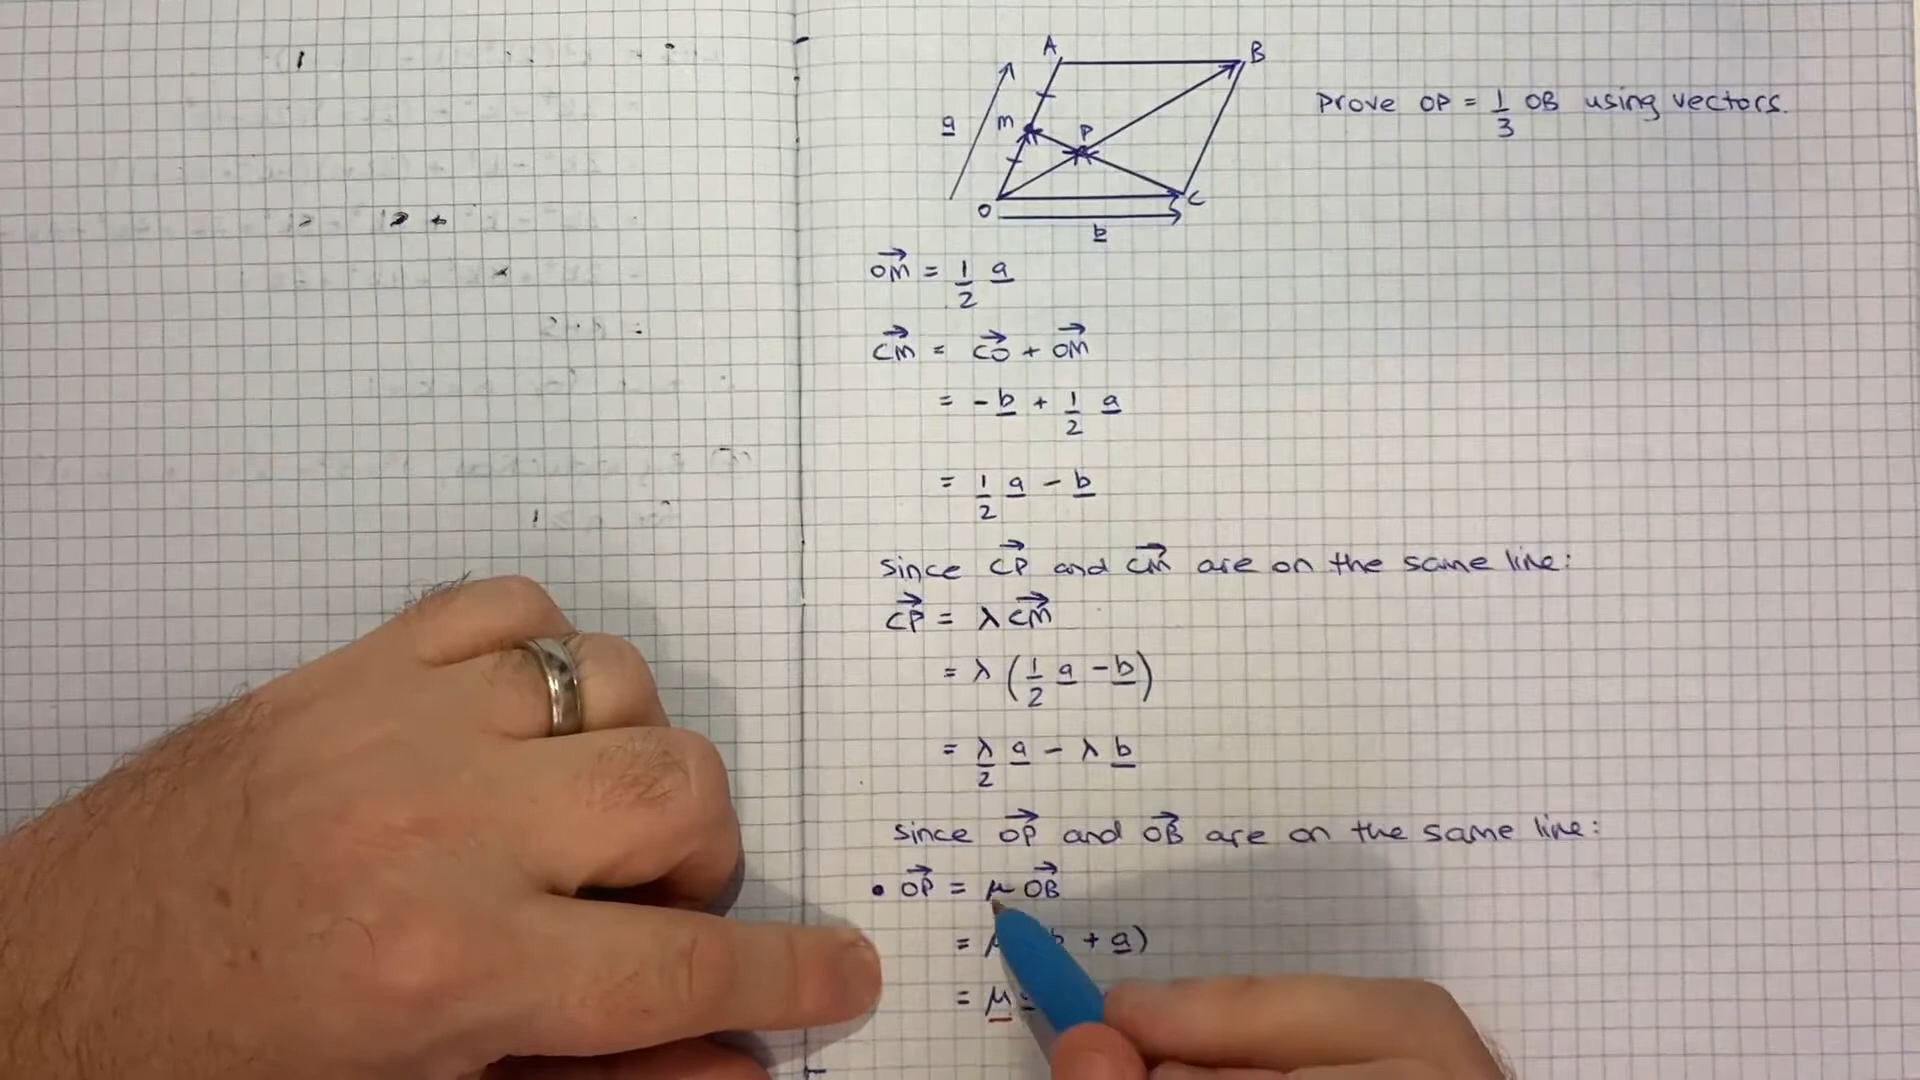 A
B
a
M
P
O
C
b
Prove OP = 1/3 OB using vectors.
OM = 1/2 a
CM = CO + OM
= -b + 1/2 a
= 1/2 a - b
Since CP and CM are on the same line:
CP = λ CM
= λ (1/2 a - b)
= λ/2 a - λ b
Since OP and OB are on the same line:
• OP = μ OB
= μ + a)
= μ